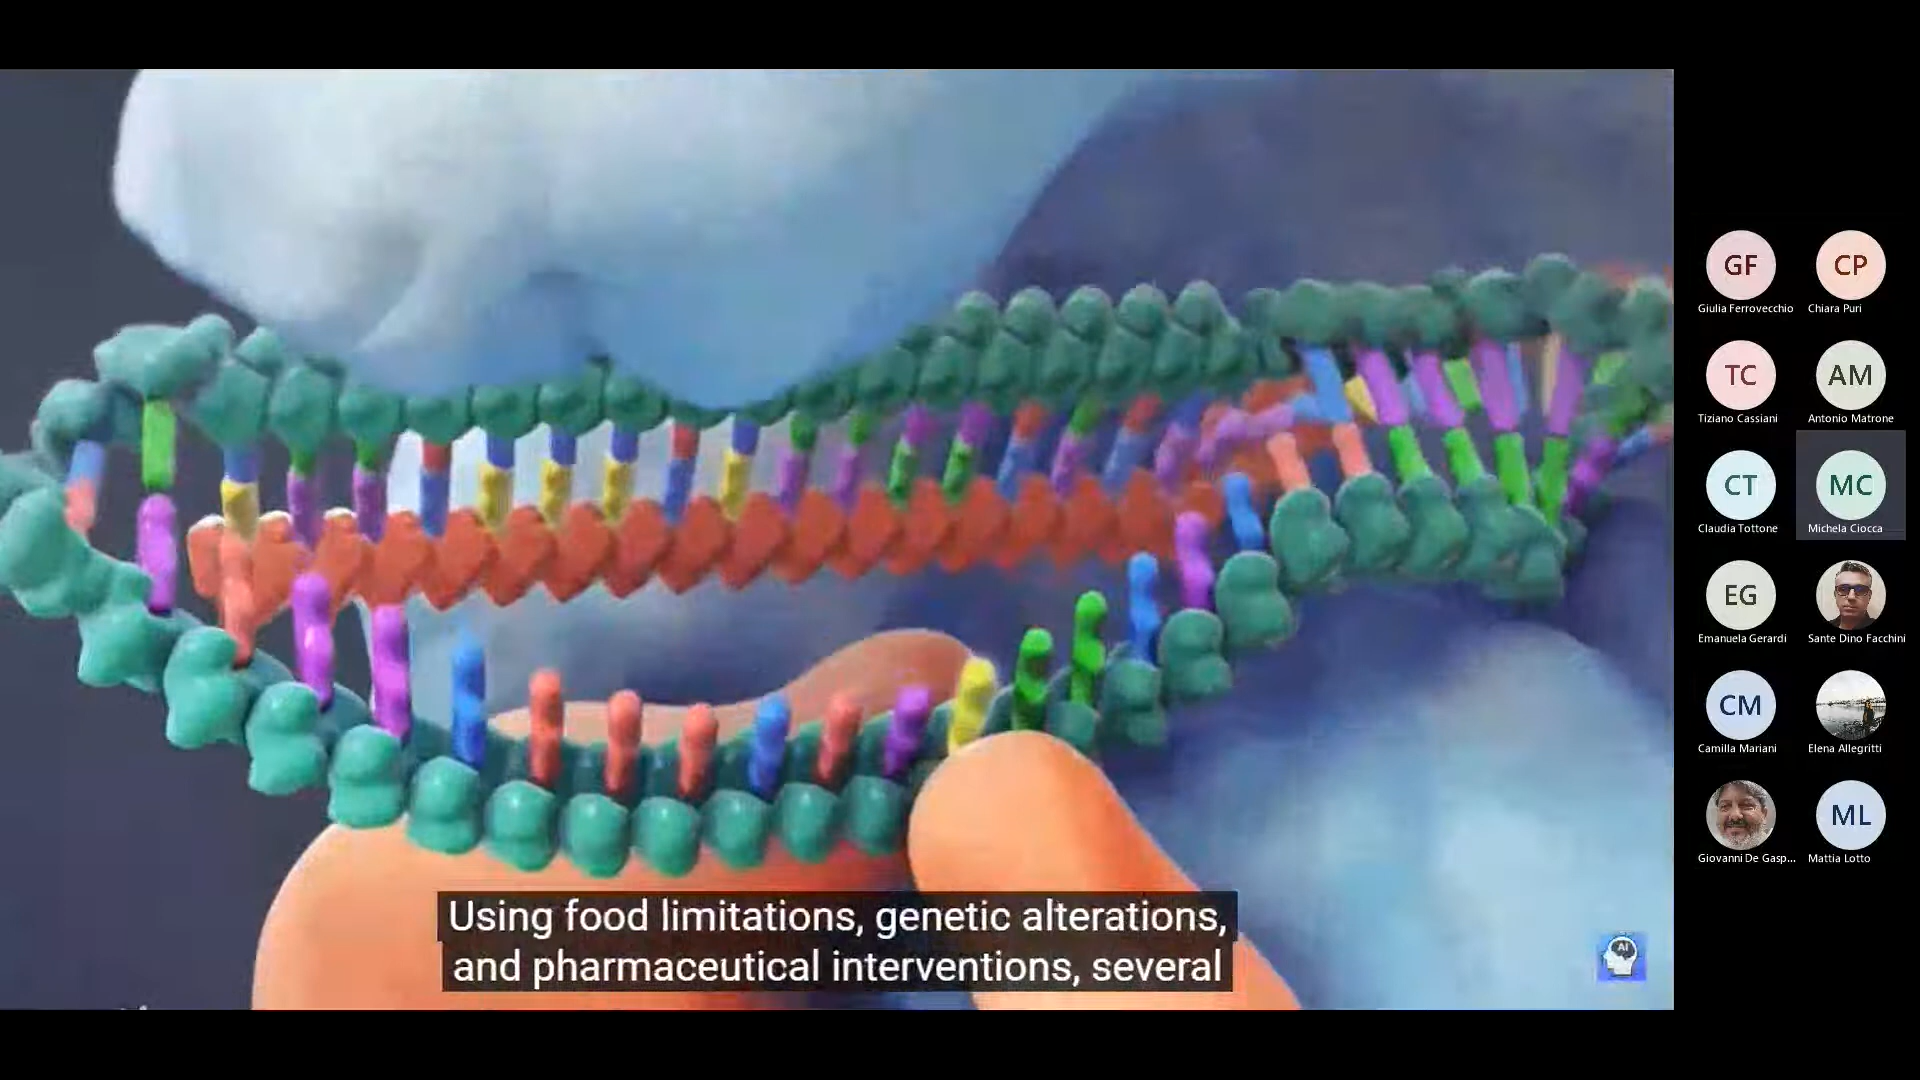 GF
CP
Giulia Ferrovecchio
Chiara Puri
TC
AM
Tiziano Cassiani
Antonio Matrone
CT
MC
Claudia Tottone
Michela Ciocca
EG
Emanuela Gerardi
Sante Dino Facchini
CM
Camilla Mariani
Elena Allegritti
ML
Giovanni De Gasp...
Mattia Lotto
Using food limitations, genetic alterations,
and pharmaceutical interventions, several
AI